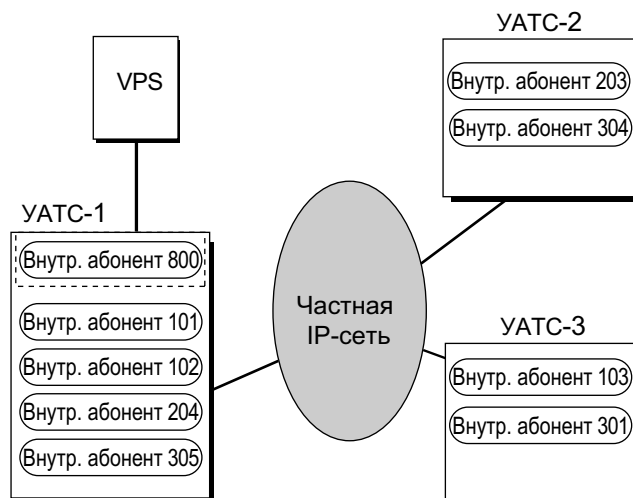 VPS
УАТС-1
Внутр. абонент 800
Внутр. абонент 101
Внутр. абонент 102
Внутр. абонент 204
Внутр. абонент 305
Частная
IP-сеть
УАТС-2
Внутр. абонент 203
Внутр. абонент 304
УАТС-3
Внутр. абонент 103
Внутр. абонент 301